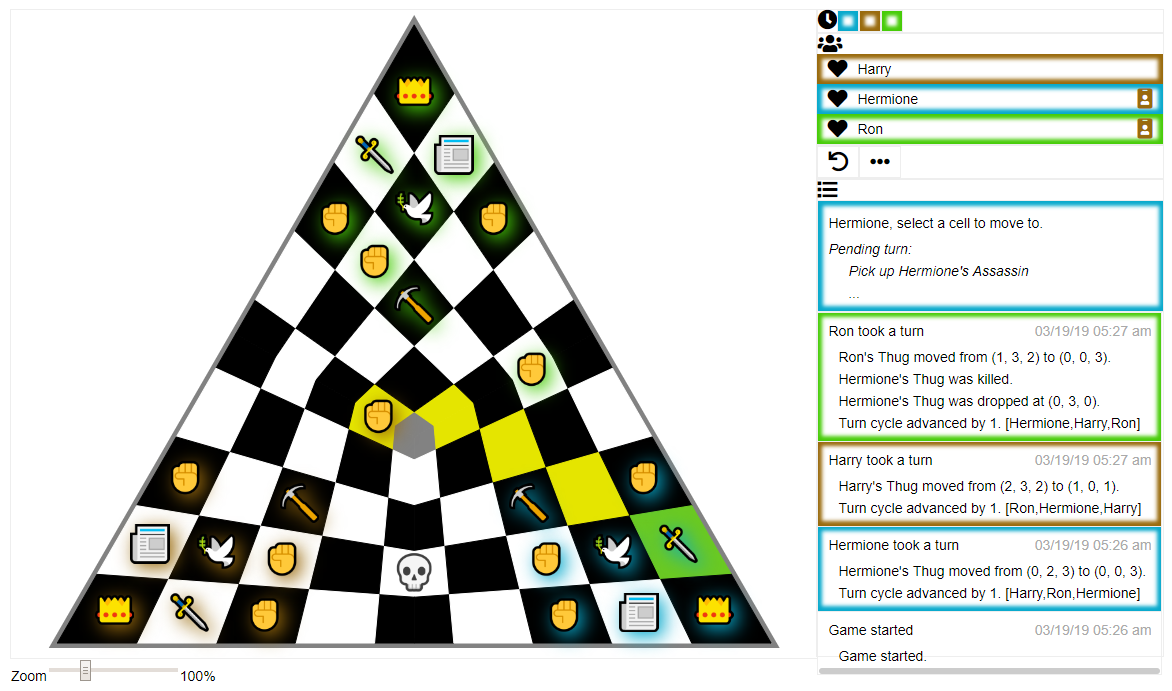 Harry
Hermione
Ron
Hermione, select a cell to move to.
Pending turn:
Pick up Hermione's Assassin
...
Ron took a turn 03/19/19 05:27 am
Ron's Thug moved from (1, 3, 2) to (0, 0, 3).
Hermione's Thug was killed.
Hermione's Thug was dropped at (0, 3, 0).
Turn cycle advanced by 1. [Hermione,Harry,Ron]
Harry took a turn 03/19/19 05:27 am
Harry's Thug moved from (2, 3, 2) to (1, 0, 1).
Turn cycle advanced by 1. [Ron,Hermione,Harry]
Hermione took a turn 03/19/19 05:26 am
Hermione's Thug moved from (0, 2, 3) to (0, 0, 3).
Turn cycle advanced by 1. [Harry,Ron,Hermione]
Game started 03/19/19 05:26 am
Game started.
Zoom 100%